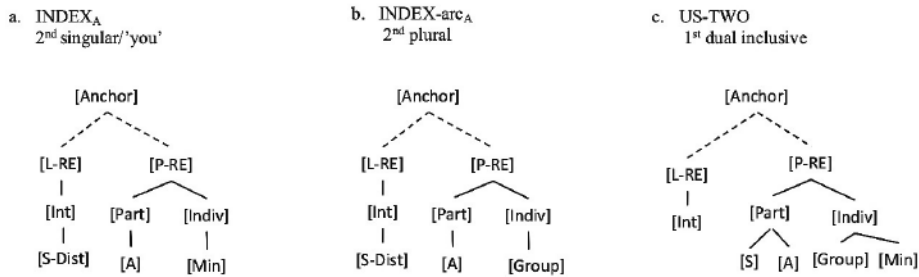 a. INDEXA
2nd singular/'you'
[Anchor]
[L-RE] [P-RE]
[Int] [Part] [Indiv]
[S-Dist] [A] [Min]
b. INDEX-arcA
2nd plural
[Anchor]
[L-RE] [P-RE]
[Int] [Part] [Indiv]
[S-Dist] [A] [Group]
c. US-TWO
1st dual inclusive
[Anchor]
[L-RE] [P-RE]
[Int] [Part] [Indiv]
[S] [A] [Group] [Min]